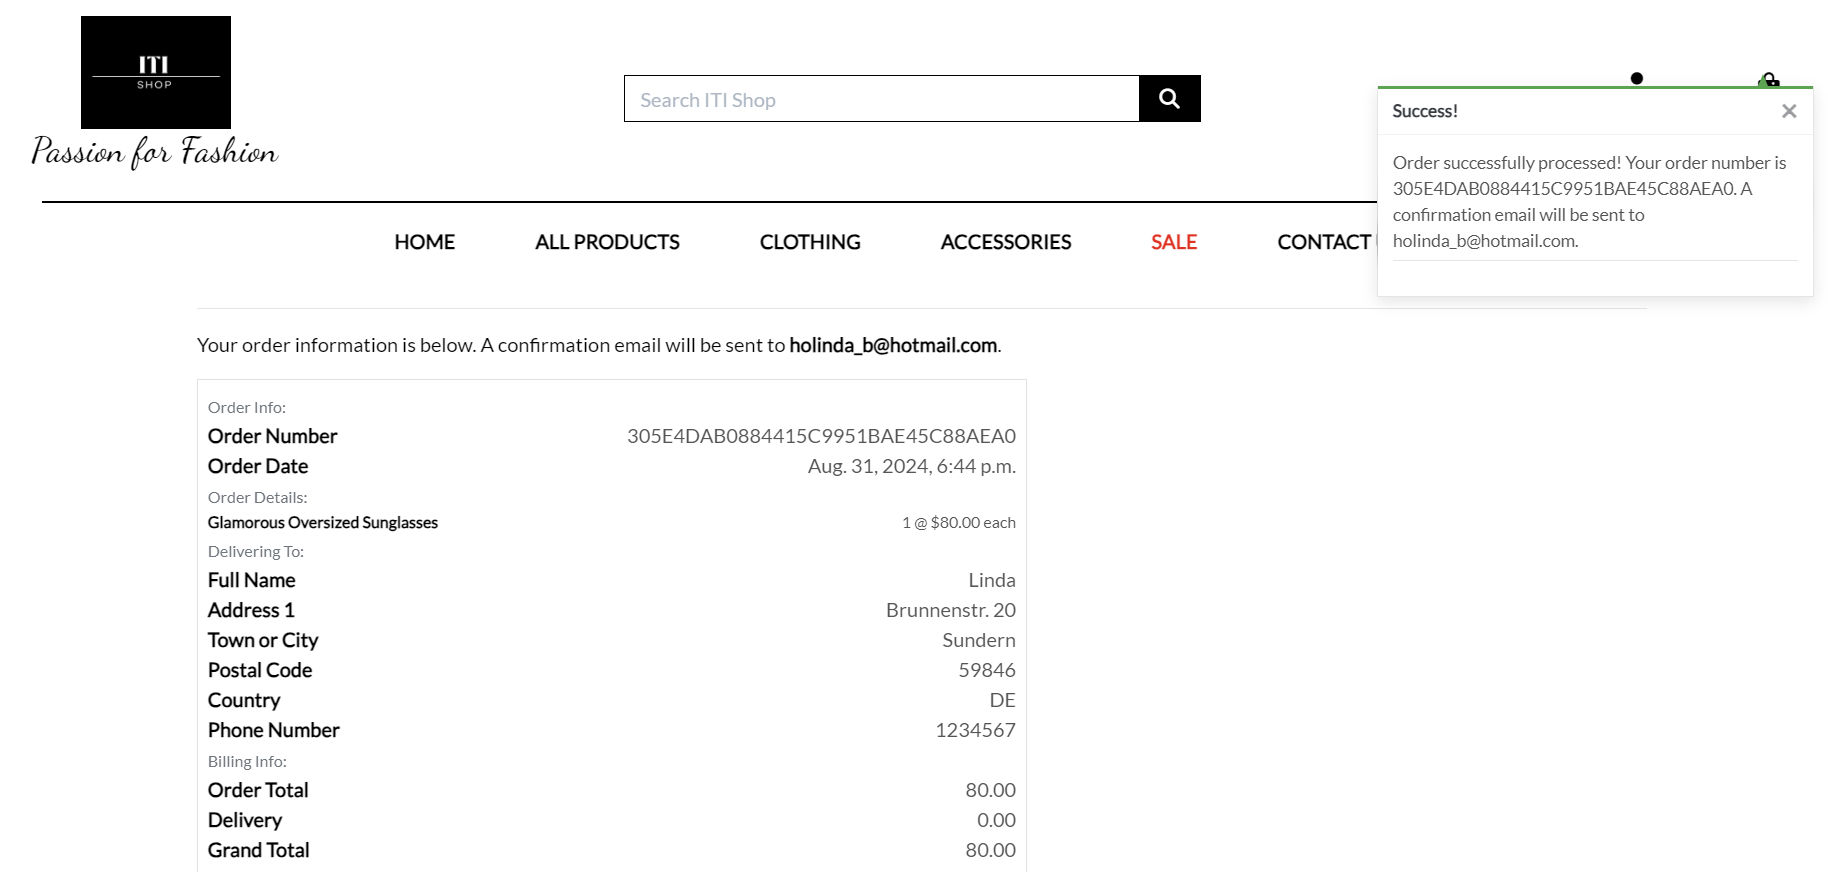 ITI
SHOP
Passion for Fashion
Search ITI Shop
Success!
Order successfully processed! Your order number is
305E4DAB0884415C9951BAE45C88AEA0. A
confirmation email will be sent to
holinda_b@hotmail.com.
HOME ALL PRODUCTS CLOTHING ACCESSORIES SALE CONTACT
Your order information is below. A confirmation email will be sent to holinda_b@hotmail.com.
Order Info:
Order Number 305E4DAB0884415C9951BAE45C88AEA0
Order Date Aug. 31, 2024, 6:44 p.m.
Order Details:
Glamorous Oversized Sunglasses 1 @ $80.00 each
Delivering To:
Full Name Linda
Address 1 Brunnenstr. 20
Town or City Sundern
Postal Code 59846
Country DE
Phone Number 1234567
Billing Info:
Order Total 80.00
Delivery 0.00
Grand Total 80.00